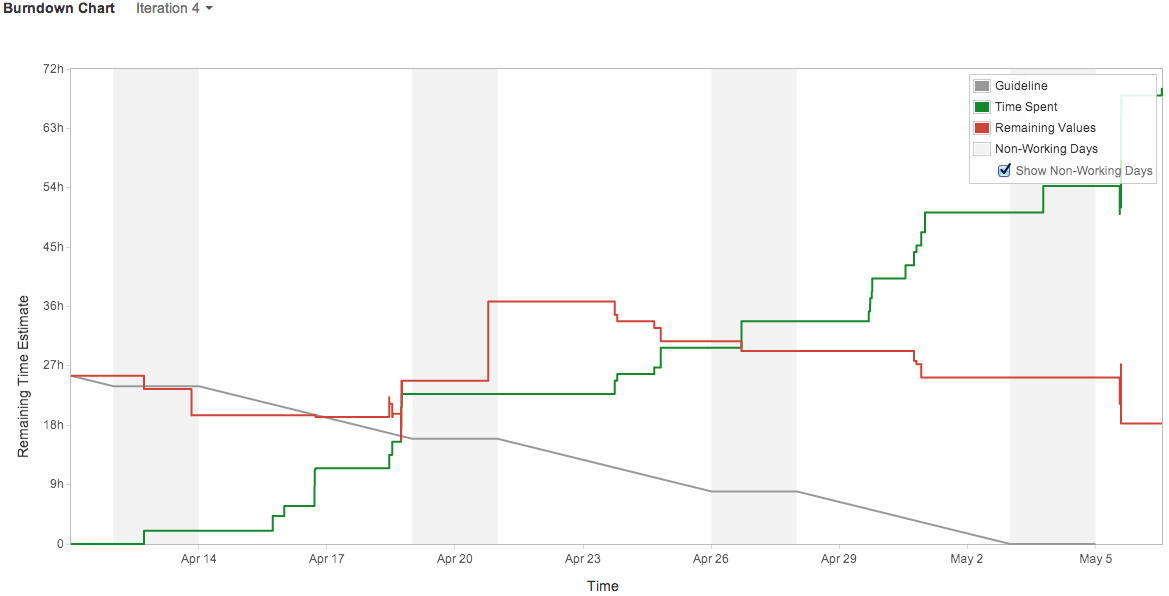 Burndown Chart Iteration 4
72h
63h
54h
45h
36h
27h
18h
9h
0
Remaining Time Estimate
Guideline
Time Spent
Remaining Values
Non-Working Days
Show Non-Working Days
Apr 14 Apr 17 Apr 20 Apr 23 Apr 26 Apr 29 May 2 May 5
Time